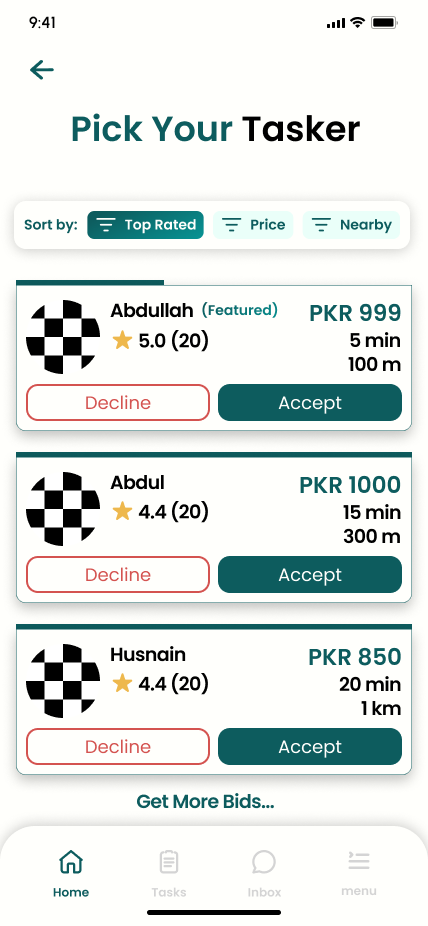 9:41
Pick Your Tasker
Sort by: Top Rated Price Nearby
Abdullah (Featured) PKR 999
5.0 (20) 5 min
100 m
Decline Accept
Abdul PKR 1000
4.4 (20) 15 min
300 m
Decline Accept
Husnain PKR 850
4.4 (20) 20 min
1 km
Decline Accept
Get More Bids...
Home Tasks Inbox menu